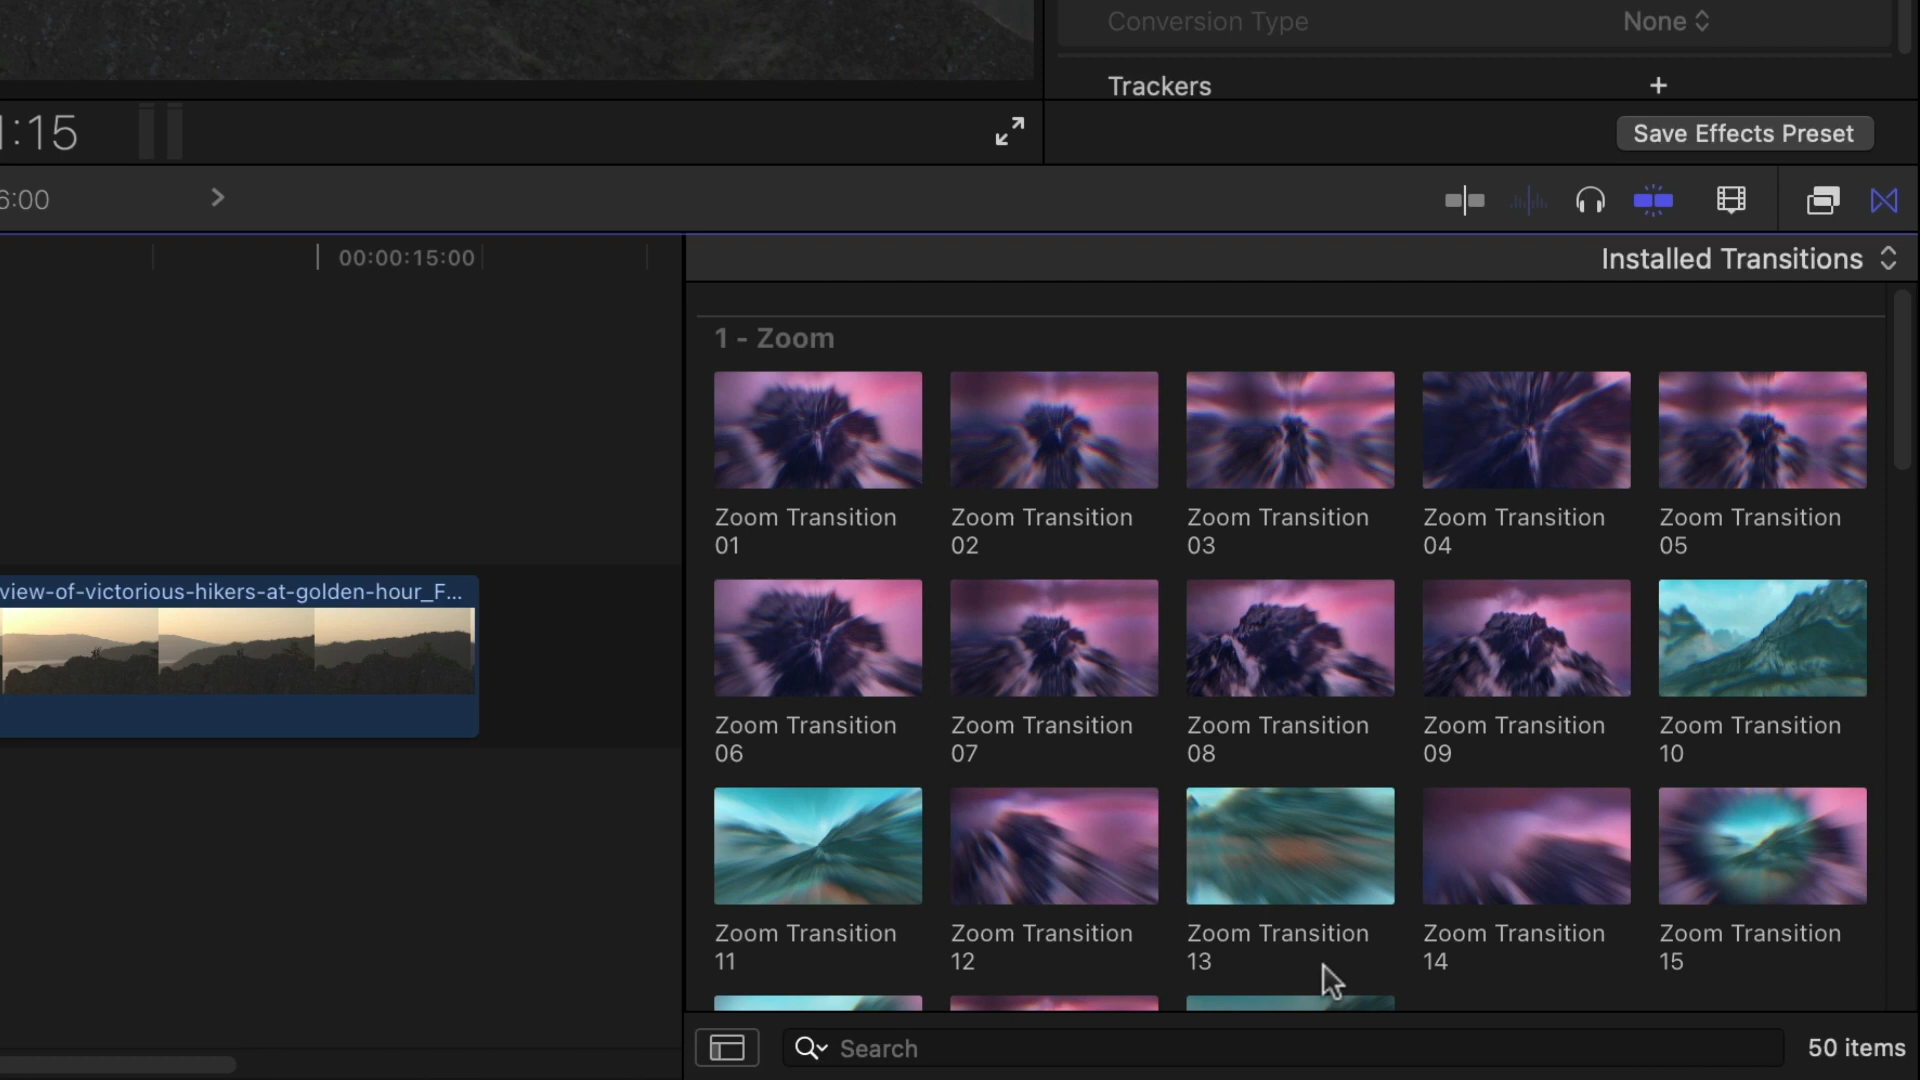 Conversion Type
None
Trackers
+
1:15
Save Effects Preset
6:00
00:00:15:00
Installed Transitions
1 - Zoom
Zoom Transition 01
Zoom Transition 02
Zoom Transition 03
Zoom Transition 04
Zoom Transition 05
view-of-victorious-hikers-at-golden-hour_F...
Zoom Transition 06
Zoom Transition 07
Zoom Transition 08
Zoom Transition 09
Zoom Transition 10
Zoom Transition 11
Zoom Transition 12
Zoom Transition 13
Zoom Transition 14
Zoom Transition 15
Search
50 items